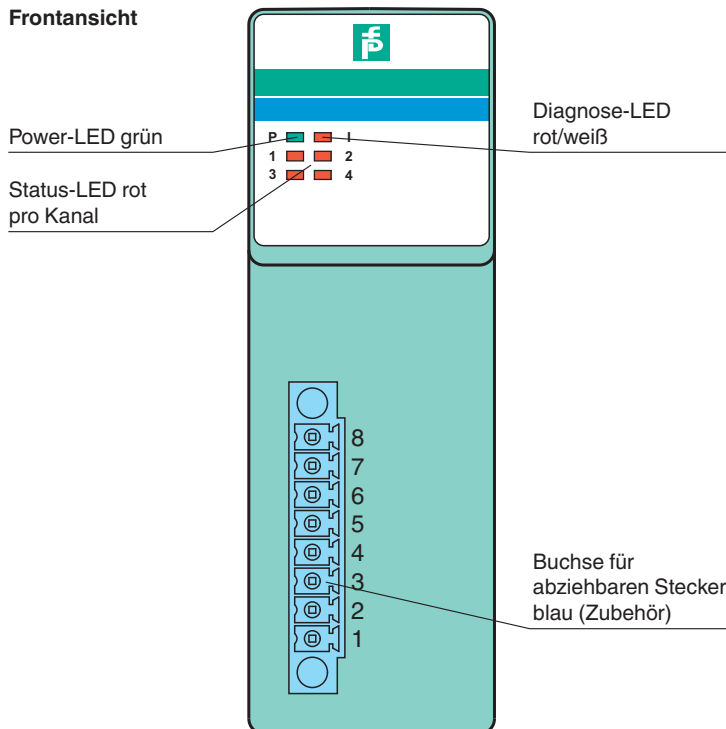 Frontansicht
Power-LED grün
Status-LED rot
pro Kanal
P I
1 2
3 4
Diagnose-LED
rot/weiß
8
7
6
5
4
3
2
1
Buchse für
abziehbaren Stecker
blau (Zubehör)